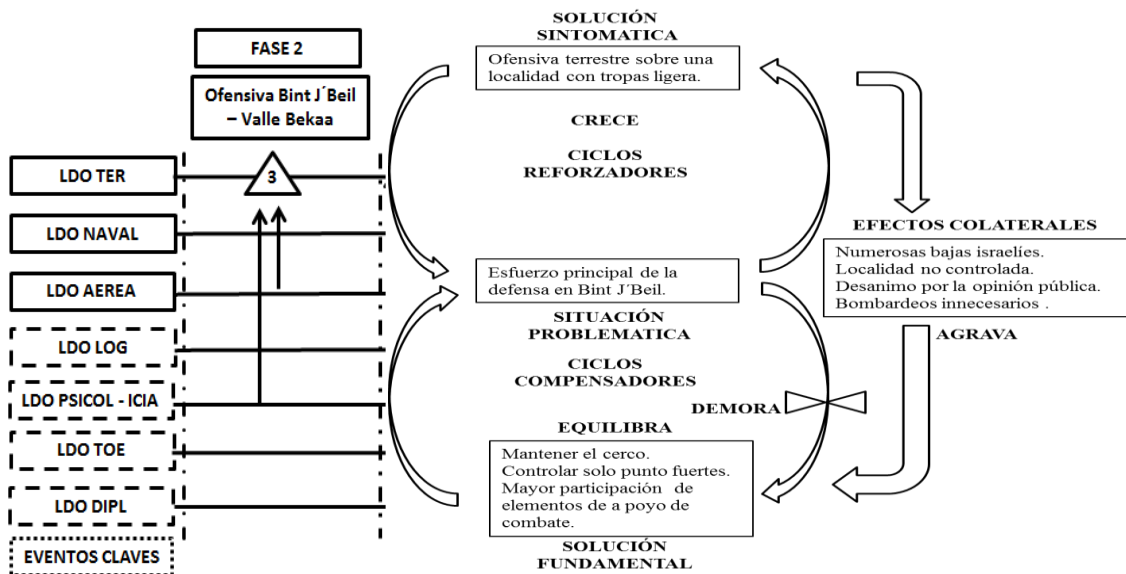 FASE 2
Ofensiva Bint J´Beil
– Valle Bekaa
3
LDO TER
LDO NAVAL
LDO AEREA
LDO LOG
LDO PSICOL - ICIA
LDO TOE
LDO DIPL
EVENTOS CLAVES
SOLUCIÓN
SINTOMATICA
Ofensiva terrestre sobre una
localidad con tropas ligera.
CRECE
CICLOS
REFORZADORES
Esfuerzo principal de la
defensa en Bint J´Beil.
SITUACIÓN
PROBLEMATICA
CICLOS
COMPENSADORES
DEMORA
EQUILIBRA
Mantener el cerco.
Controlar solo punto fuertes.
Mayor participación de
elementos de a poyo de
combate.
SOLUCIÓN
FUNDAMENTAL
EFECTOS COLATERALES
Numerosas bajas israelíes.
Localidad no controlada.
Desanimo por la opinión pública.
Bombardeos innecesarios .
AGRAVA